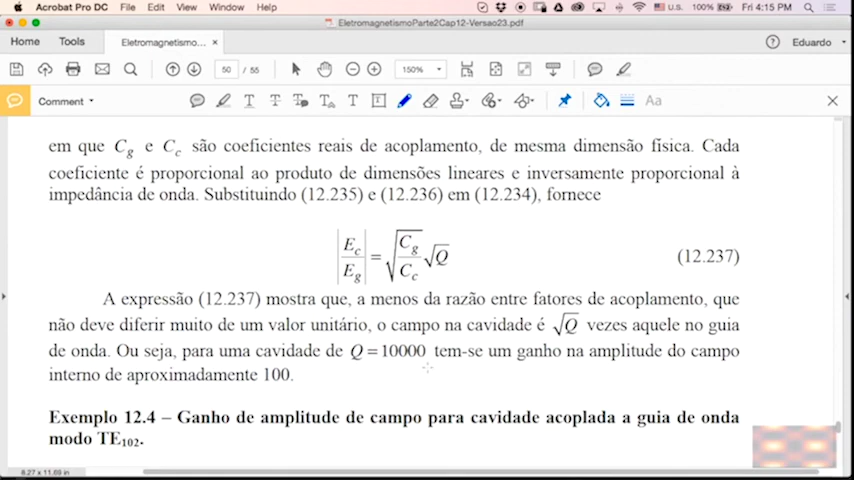 Acrobat Pro DC File Edit View Window Help U.S. 100% Fri 4:15 PM
EletromagnetismoParte2Cap12-Versao23.pdf
Home Tools Eletromagnetismo... × Eduardo
50 / 55 150%
Comment Aa
em que C_g e C_c são coeficientes reais de acoplamento, de mesma dimensão física. Cada
coeficiente é proporcional ao produto de dimensões lineares e inversamente proporcional à
impedância de onda. Substituindo (12.235) e (12.236) em (12.234), fornece
|E_c/E_g| = √(C_g/C_c) √Q (12.237)
A expressão (12.237) mostra que, a menos da razão entre fatores de acoplamento, que
não deve diferir muito de um valor unitário, o campo na cavidade é √Q vezes aquele no guia
de onda. Ou seja, para uma cavidade de Q = 10000 tem-se um ganho na amplitude do campo
interno de aproximadamente 100.
Exemplo 12.4 – Ganho de amplitude de campo para cavidade acoplada a guia de onda
modo TE₁₀₂.
8.27 x 11.69 in